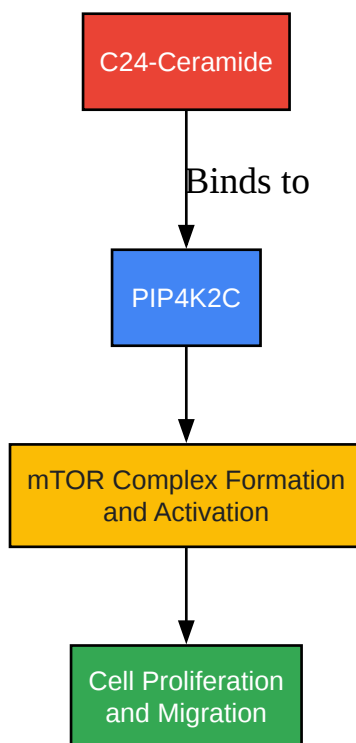 C24-Ceramide
Binds to
PIP4K2C
mTOR Complex Formation
and Activation
Cell Proliferation
and Migration